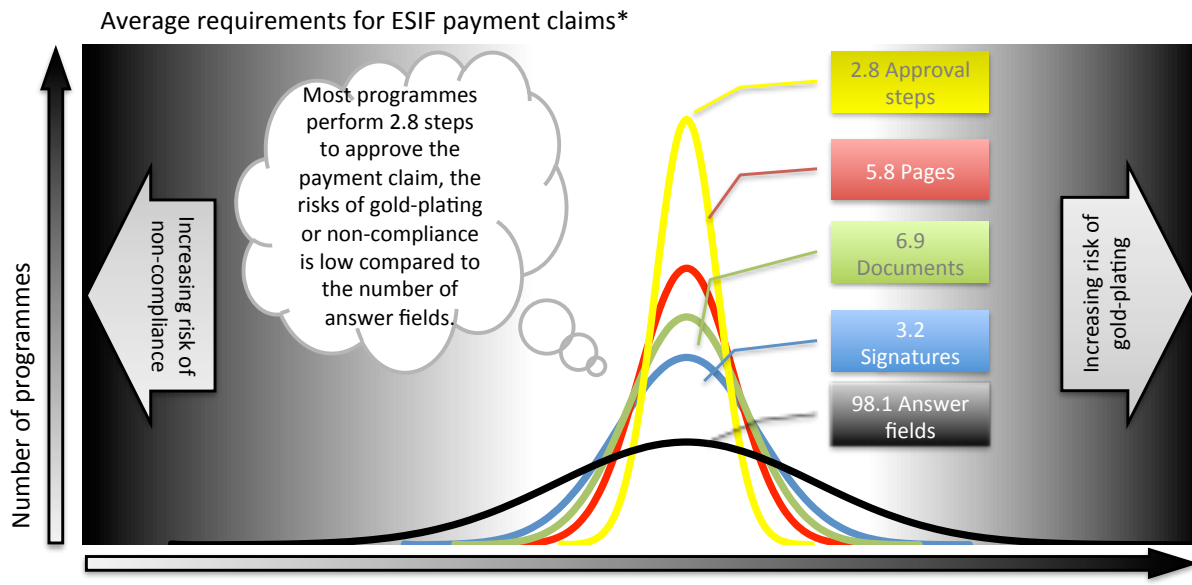 Average requirements for ESIF payment claims*
Number of programmes
Increasing risk of
non-compliance
Most programmes
perform 2.8 steps
to approve the
payment claim, the
risks of gold-plating
or non-compliance
is low compared to
the number of
answer fields.
2.8 Approval
steps
5.8 Pages
6.9
Documents
3.2
Signatures
98.1 Answer
fields
Increasing risk of
gold-plating